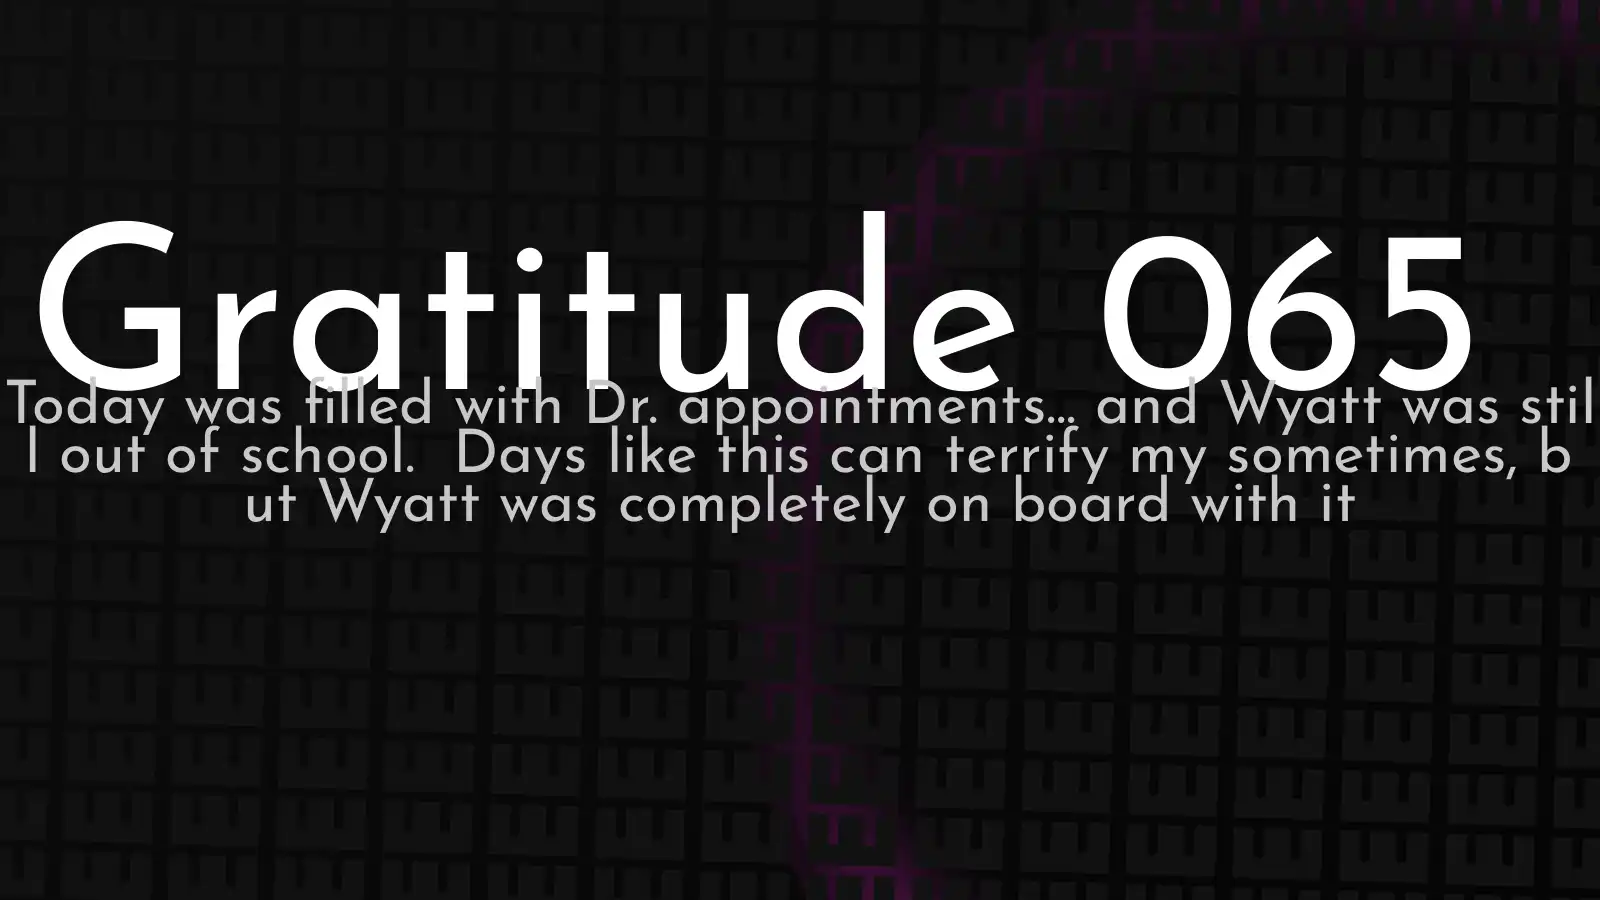 Gratitude 065
Today was filled with Dr. appointments... and Wyatt was stil
l out of school.  Days like this can terrify my sometimes, b
ut Wyatt was completely on board with it